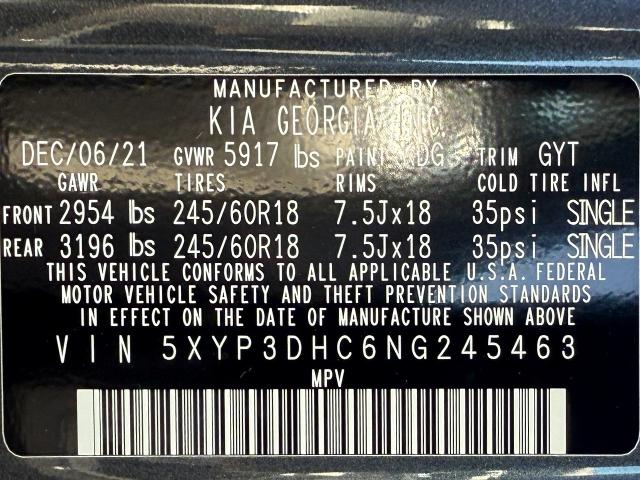 MANUFACTURED BY
KIA GEORGIA INC.
DEC/06/21 GVWR 5917 lbs PAINT TRIM GYT
GAWR TIRES RIMS COLD TIRE INFL
FRONT 2954 lbs 245/60R18 7.5Jx18 35psi SINGLE
REAR 3196 lbs 245/60R18 7.5Jx18 35psi SINGLE
THIS VEHICLE CONFORMS TO ALL APPLICABLE U.S.A. FEDERAL
MOTOR VEHICLE SAFETY AND THEFT PREVENTION STANDARDS
IN EFFECT ON THE DATE OF MANUFACTURE SHOWN ABOVE
VIN 5XYP3DHC6NG245463
MPV